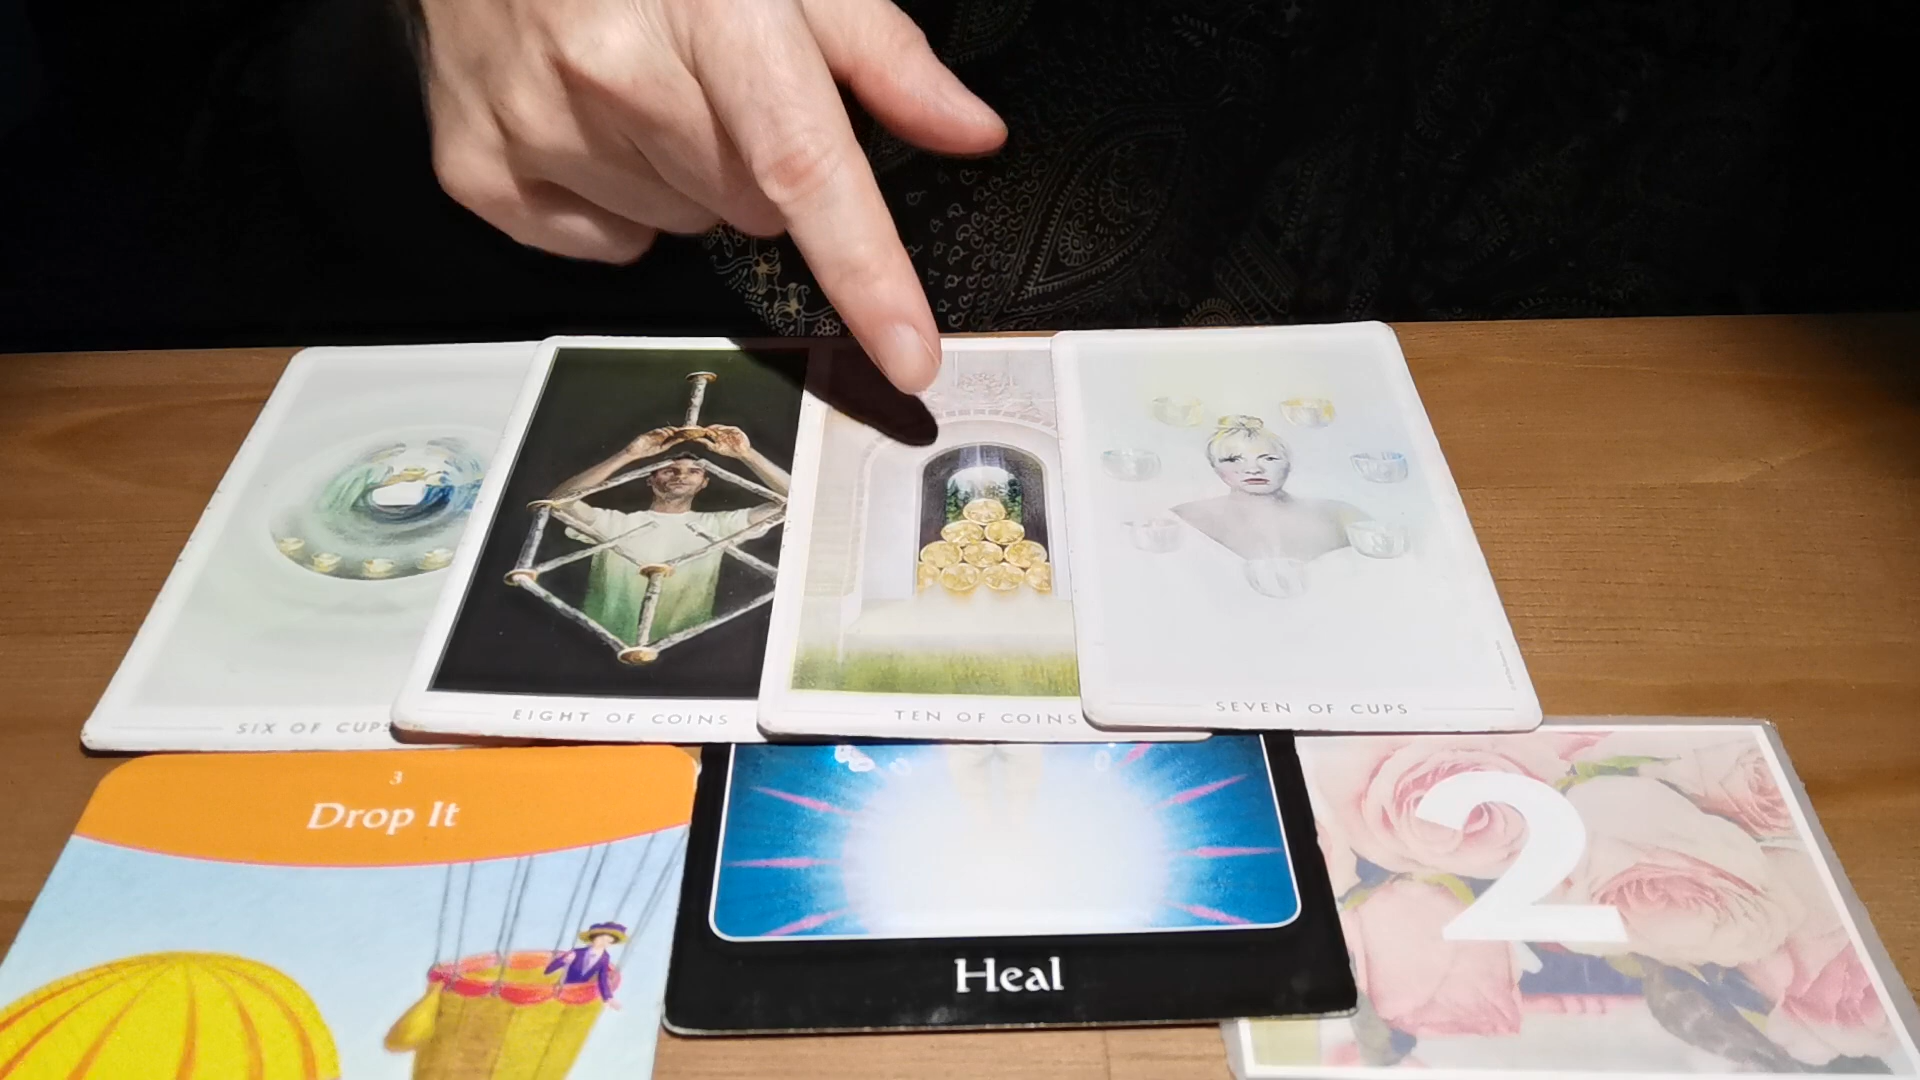 SIX OF CUPS
EIGHT OF COINS
TEN OF COINS
SEVEN OF CUPS
3
Drop It
Heal
2